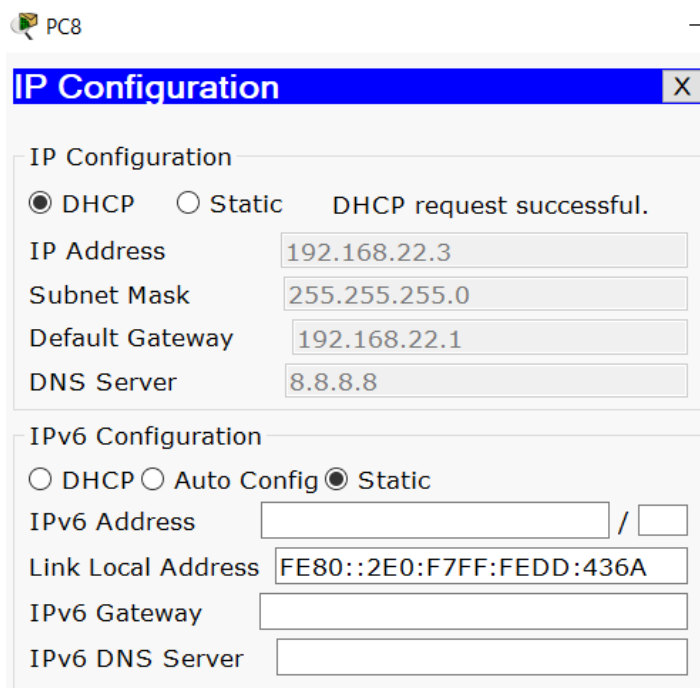 PC8
IP Configuration X
IP Configuration
DHCP Static DHCP request successful.
IP Address 192.168.22.3
Subnet Mask 255.255.255.0
Default Gateway 192.168.22.1
DNS Server 8.8.8.8
IPv6 Configuration
DHCP Auto Config Static
IPv6 Address /
Link Local Address FE80::2E0:F7FF:FEDD:436A
IPv6 Gateway
IPv6 DNS Server